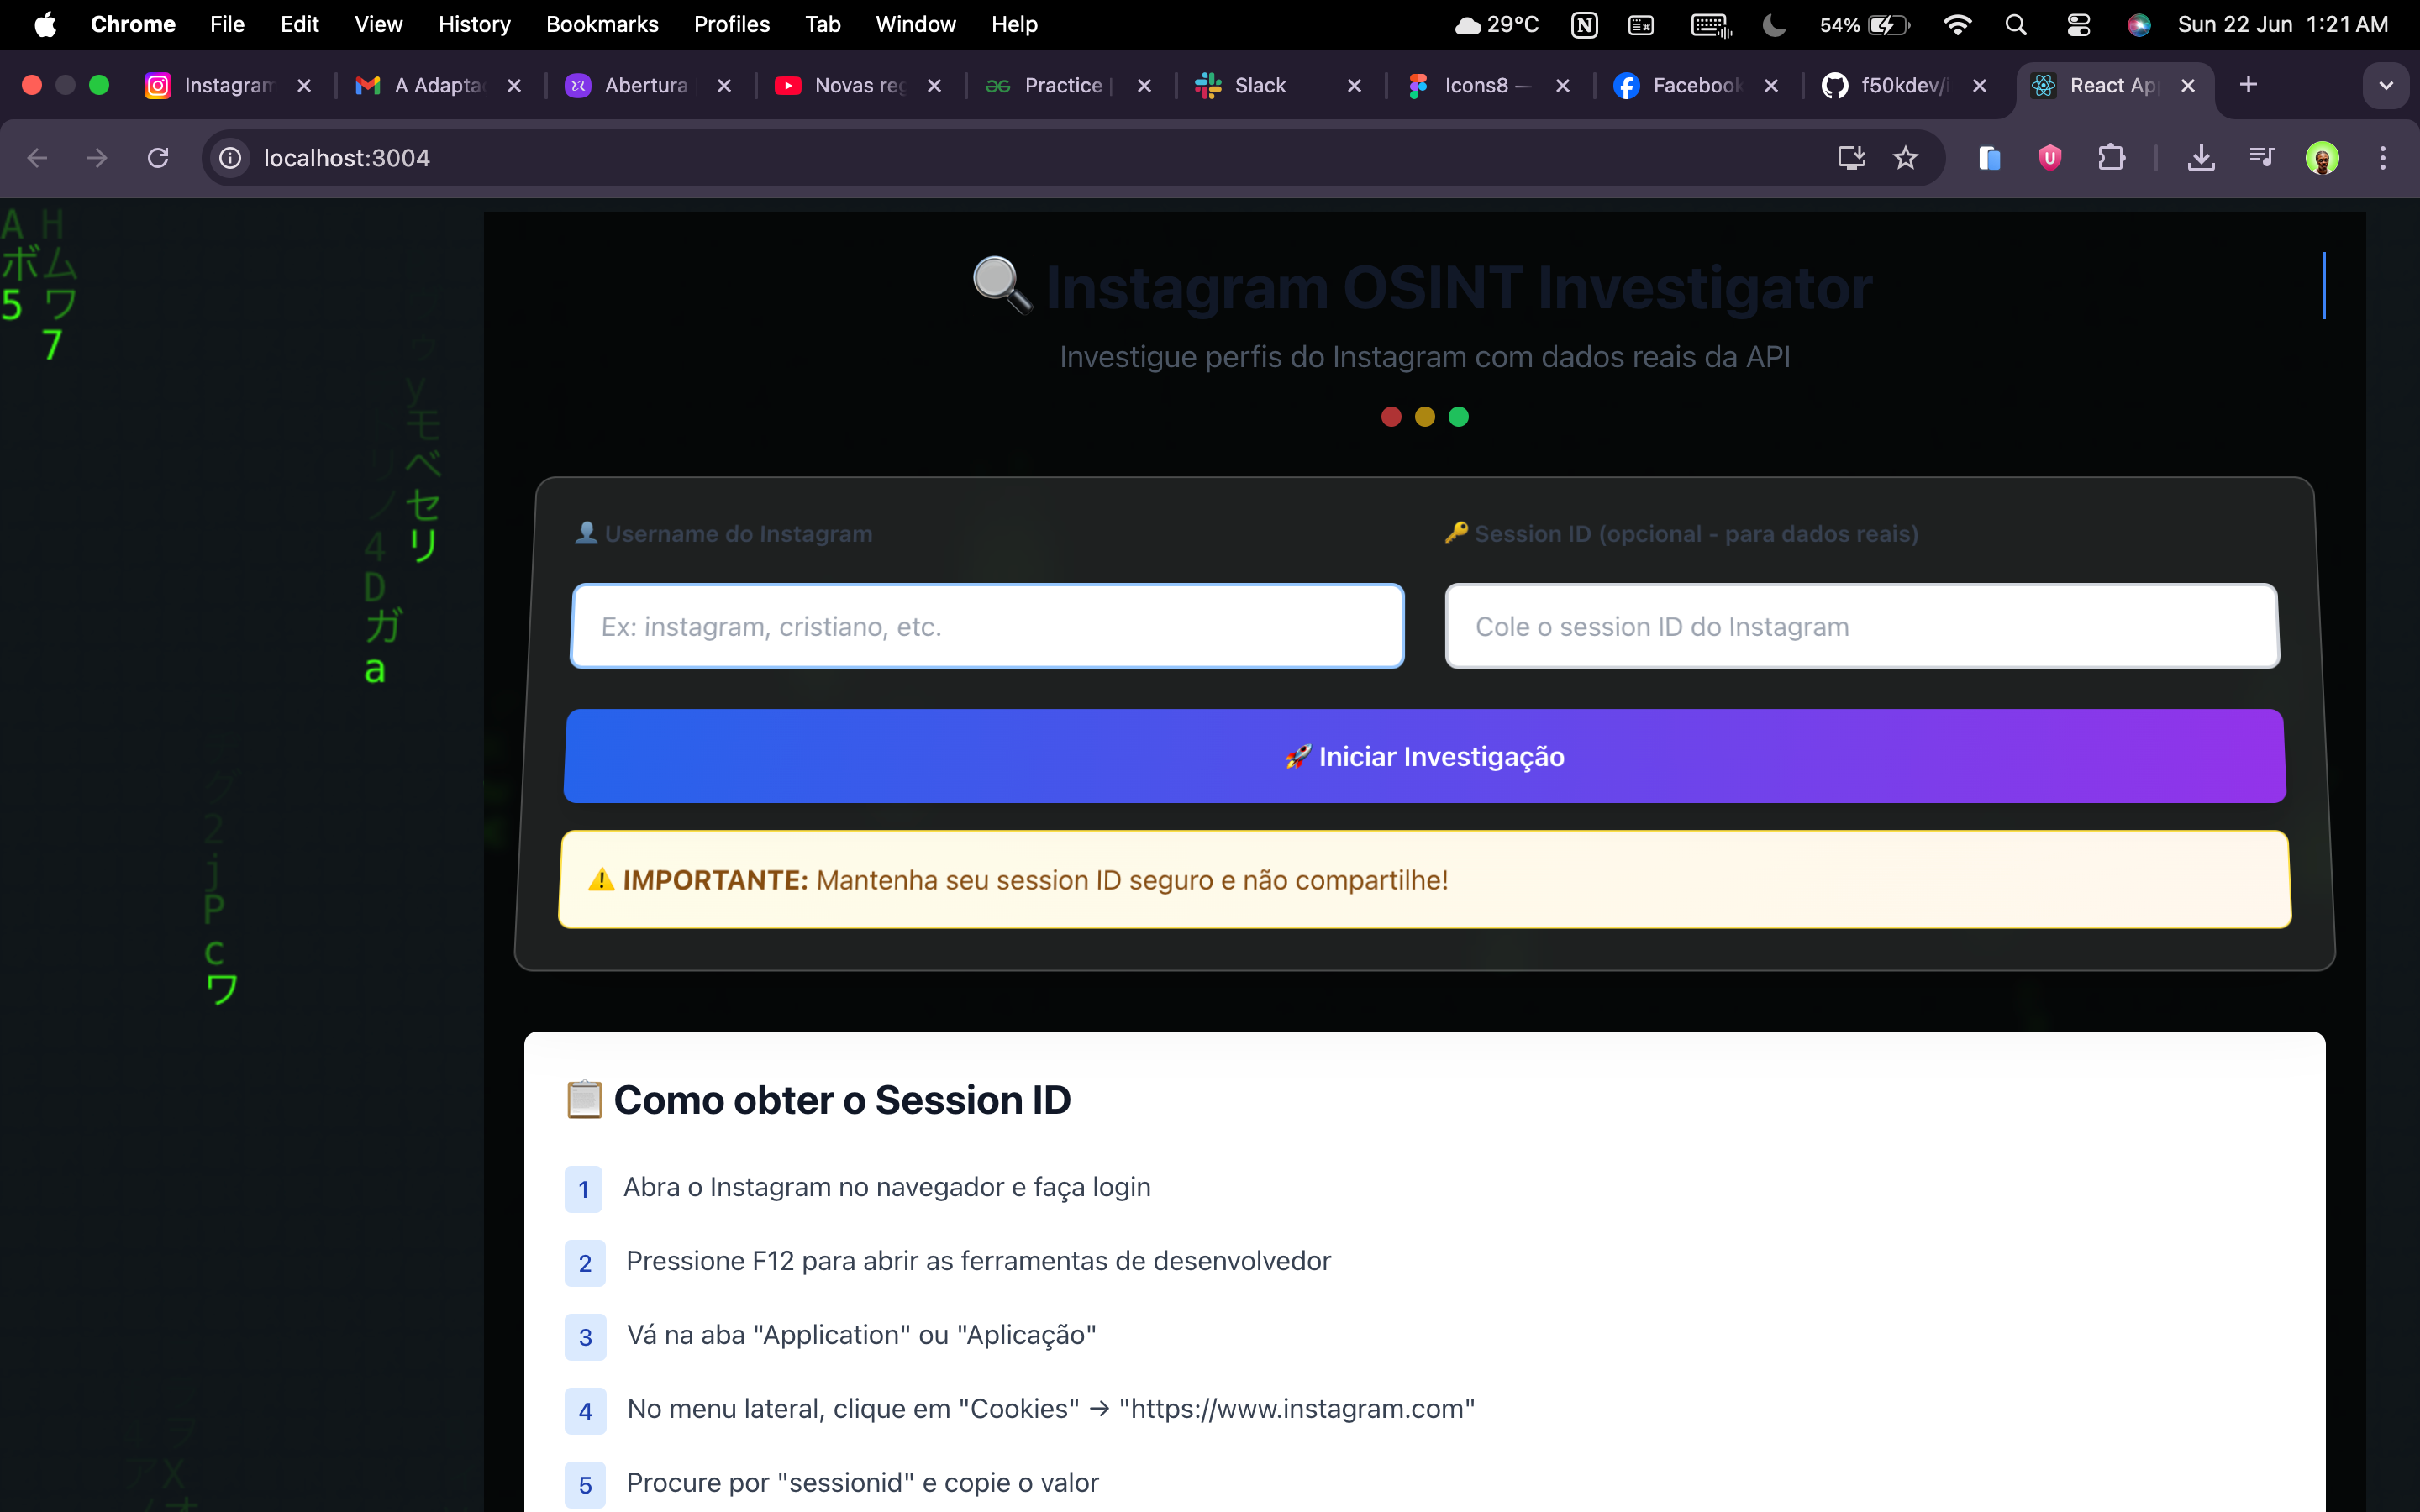 Chrome File Edit View History Bookmarks Profiles Tab Window Help 29°C 54% Sun 22 Jun 1:21 AM
Instagram A Adapta Abertura Novas reg Practice | Slack Icons8 — Facebook f50kdev/i React Ap
localhost:3004
A H
ボ ム
5 ワ
7
y
モ
ベ
リ セ
ノ リ
4
D
ガ
a
🔍 Instagram OSINT Investigator
Investigue perfis do Instagram com dados reais da API
👤 Username do Instagram
🔑 Session ID (opcional - para dados reais)
Ex: instagram, cristiano, etc.
Cole o session ID do Instagram
🚀 Iniciar Investigação
⚠️ IMPORTANTE: Mantenha seu session ID seguro e não compartilhe!
グ
2
j
P
c
ワ
📋 Como obter o Session ID
1 Abra o Instagram no navegador e faça login
2 Pressione F12 para abrir as ferramentas de desenvolvedor
3 Vá na aba "Application" ou "Aplicação"
4 No menu lateral, clique em "Cookies" → "https://www.instagram.com"
5 Procure por "sessionid" e copie o valor